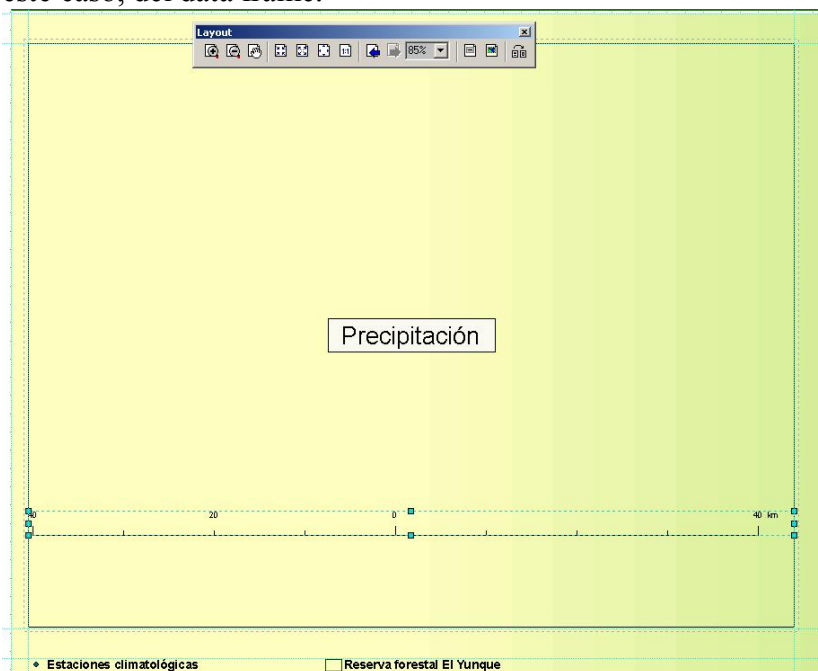 este caso, del data frame.
Layout
85%
Precipitación
40 20 0 40 km
Estaciones climatológicas Reserva forestal El Yunque